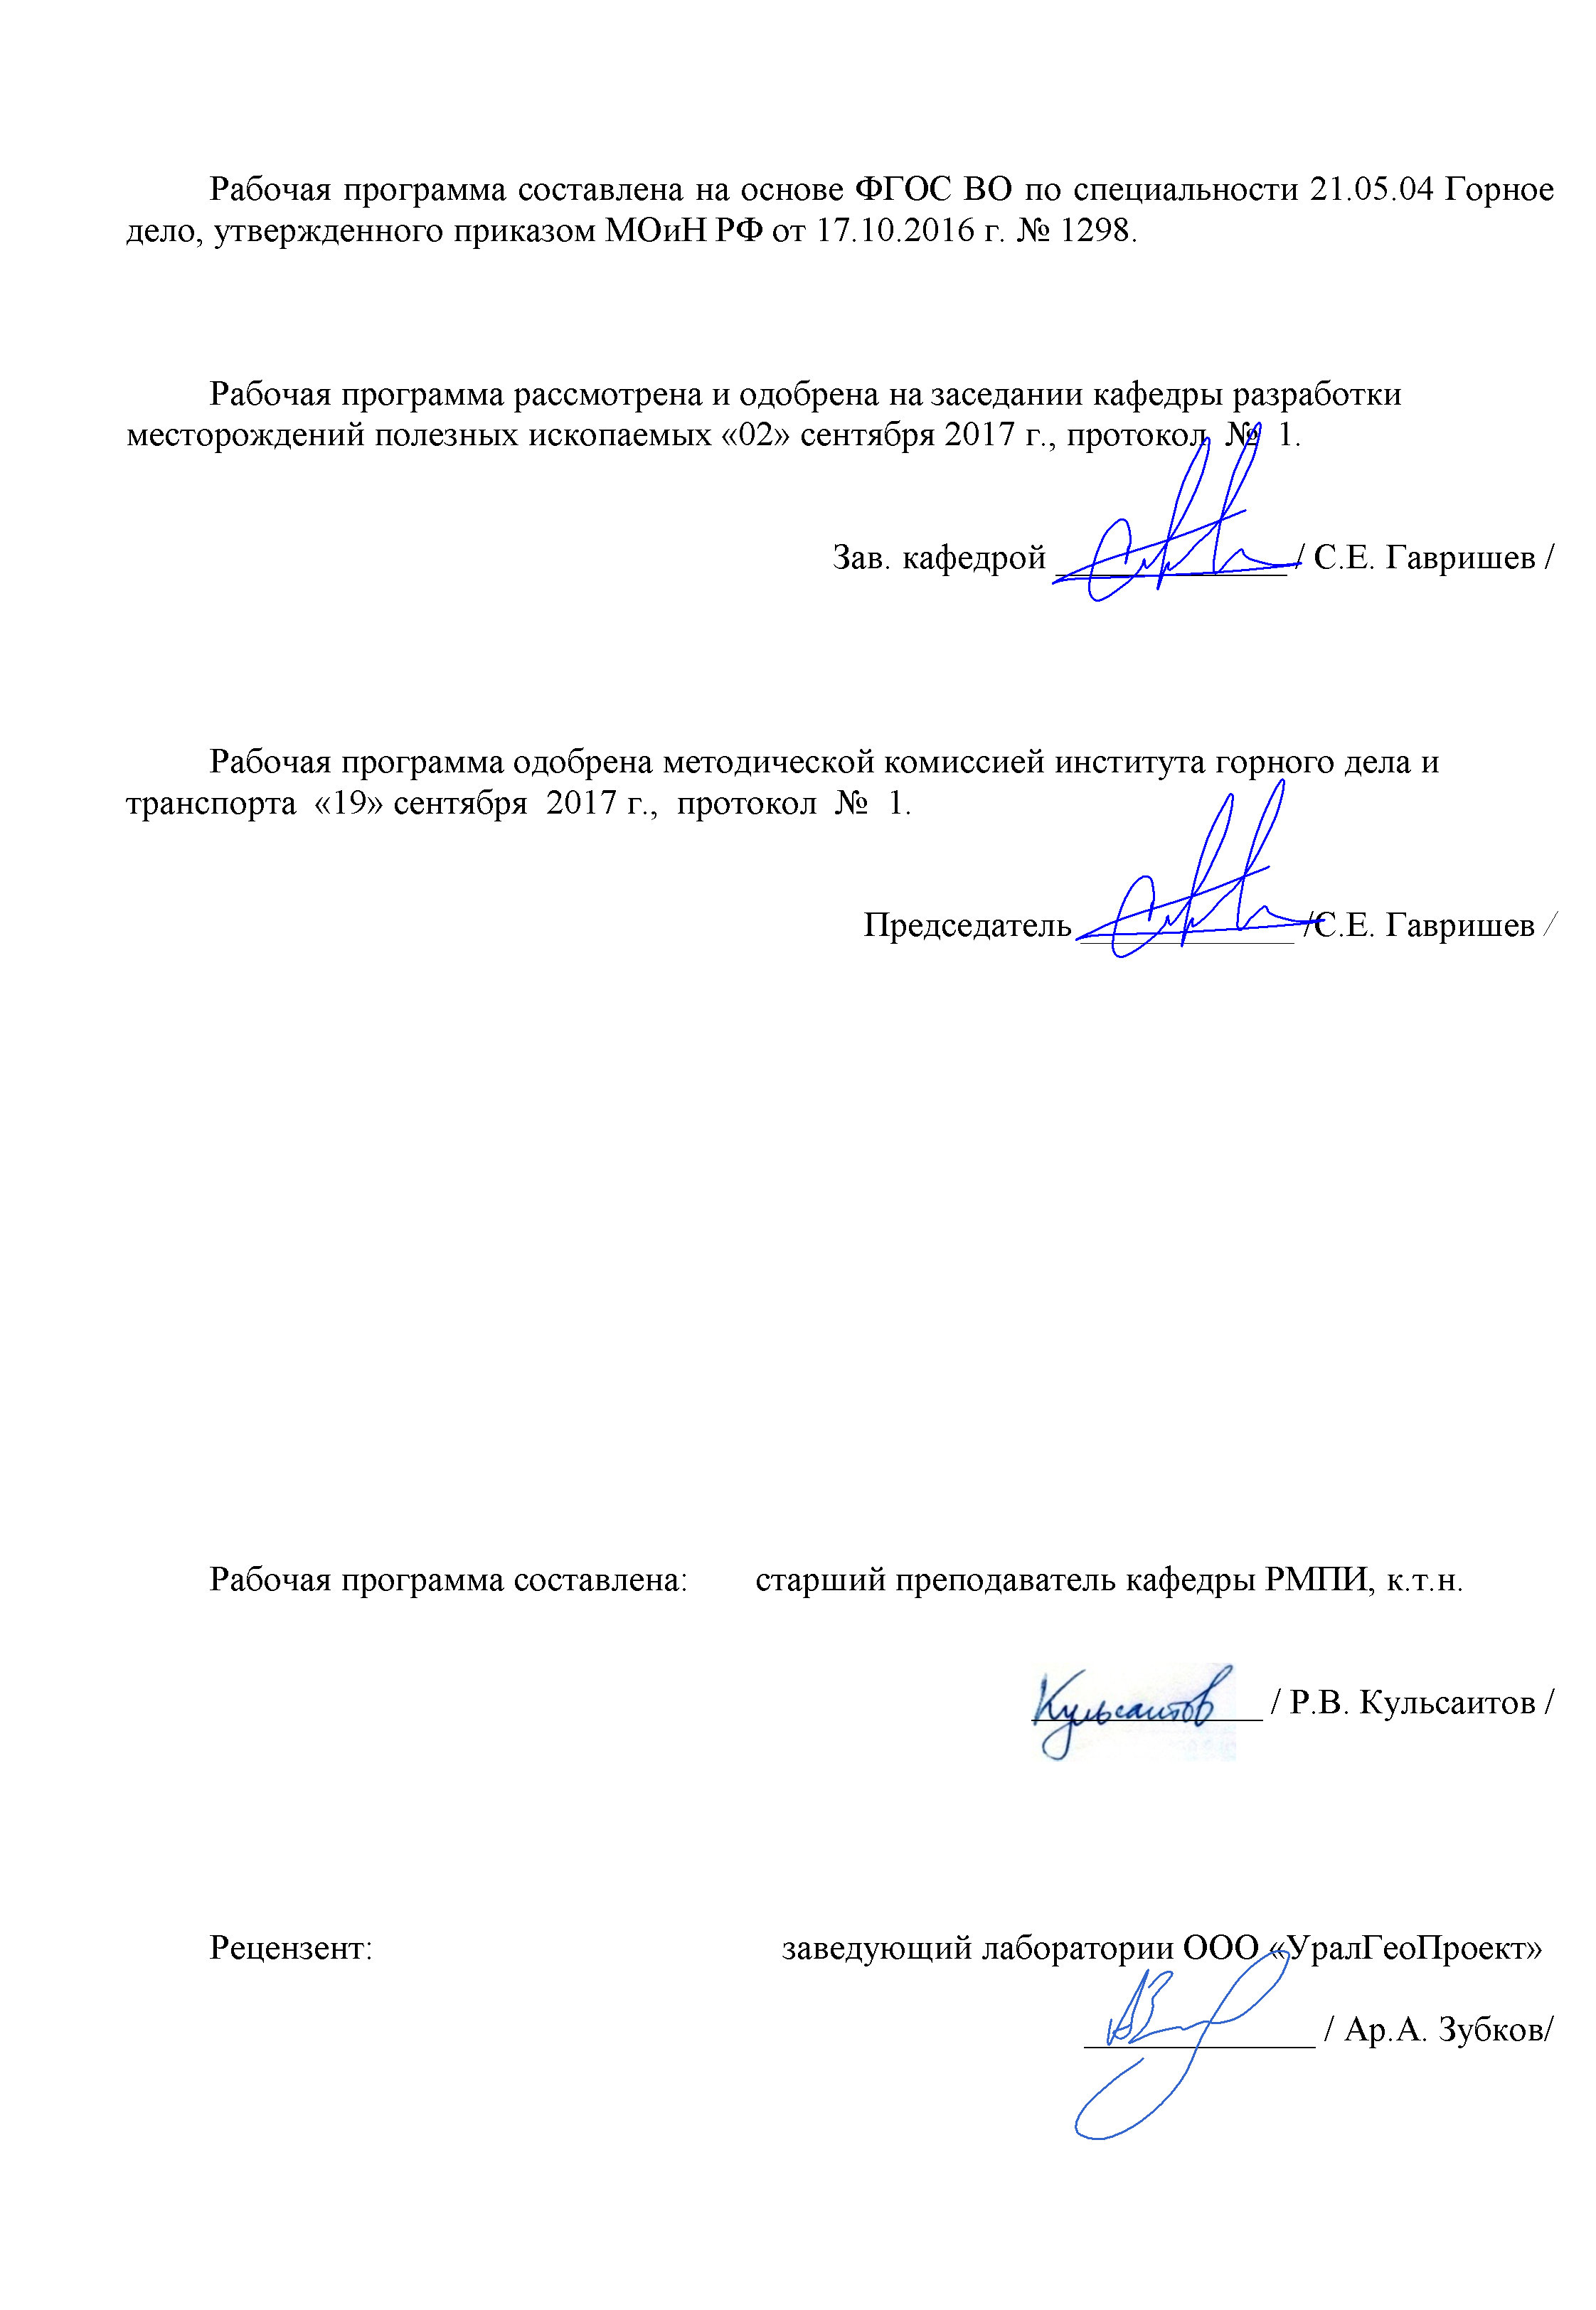 Рабочая программа составлена на основе ФГОС ВО по специальности 21.05.04 Горное
дело, утвержденного приказом МОиН РФ от 17.10.2016 г. № 1298.
Рабочая программа рассмотрена и одобрена на заседании кафедры разработки
месторождений полезных ископаемых «02» сентября 2017 г., протокол № 1.
Зав. кафедрой _____________ / С.Е. Гавришев /
Рабочая программа одобрена методической комиссией института горного дела и
транспорта «19» сентября 2017 г., протокол № 1.
Председатель ____________ /С.Е. Гавришев /
Рабочая программа составлена: старший преподаватель кафедры РМПИ, к.т.н.
Кульсаитов / Р.В. Кульсаитов /
Рецензент: заведующий лаборатории ООО «УралГеоПроект»
_____________ / Ар.А. Зубков/